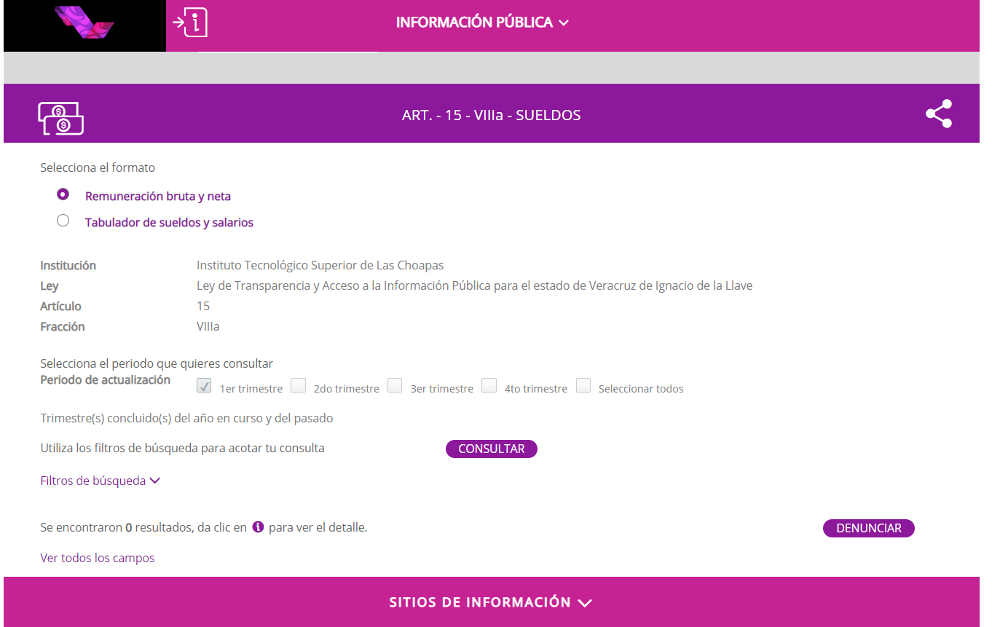 INFORMACIÓN PÚBLICA
ART. - 15 - VIIIa - SUELDOS
Selecciona el formato
Remuneración bruta y neta
Tabulador de sueldos y salarios
Institución Instituto Tecnológico Superior de Las Choapas
Ley Ley de Transparencia y Acceso a la Información Pública para el estado de Veracruz de Ignacio de la Llave
Artículo 15
Fracción VIIIa
Selecciona el periodo que quieres consultar
Periodo de actualización 1er trimestre 2do trimestre 3er trimestre 4to trimestre Seleccionar todos
Trimestre(s) concluido(s) del año en curso y del pasado
Utiliza los filtros de búsqueda para acotar tu consulta CONSULTAR
Filtros de búsqueda
Se encontraron 0 resultados, da clic en i para ver el detalle. DENUNCIAR
Ver todos los campos
SITIOS DE INFORMACIÓN